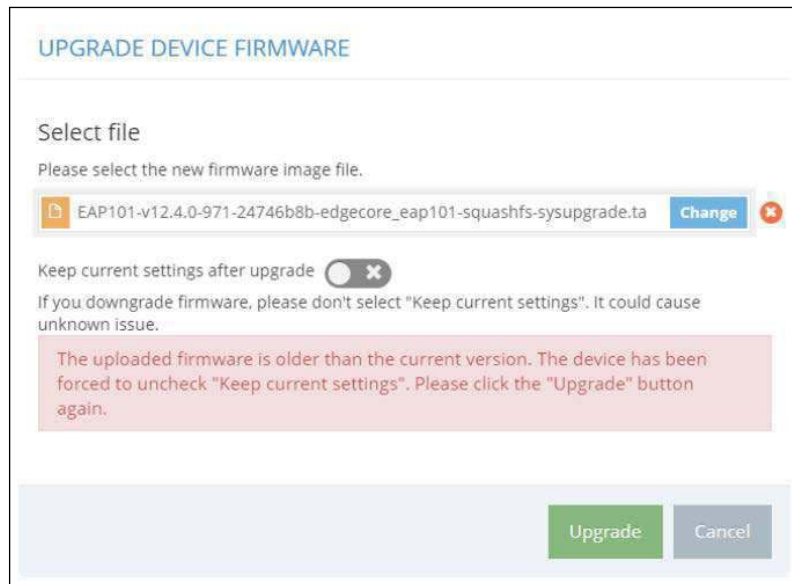 UPGRADE DEVICE FIRMWARE
Select file
Please select the new firmware image file.
EAP101-v12.4.0-971-24746b8b-edgecore_eap101-squashfs-sysupgrade.ta
Change
Keep current settings after upgrade
If you downgrade firmware, please don't select "Keep current settings". It could cause
unknown issue.
The uploaded firmware is older than the current version. The device has been
forced to uncheck "Keep current settings". Please click the "Upgrade" button
again.
Upgrade
Cancel